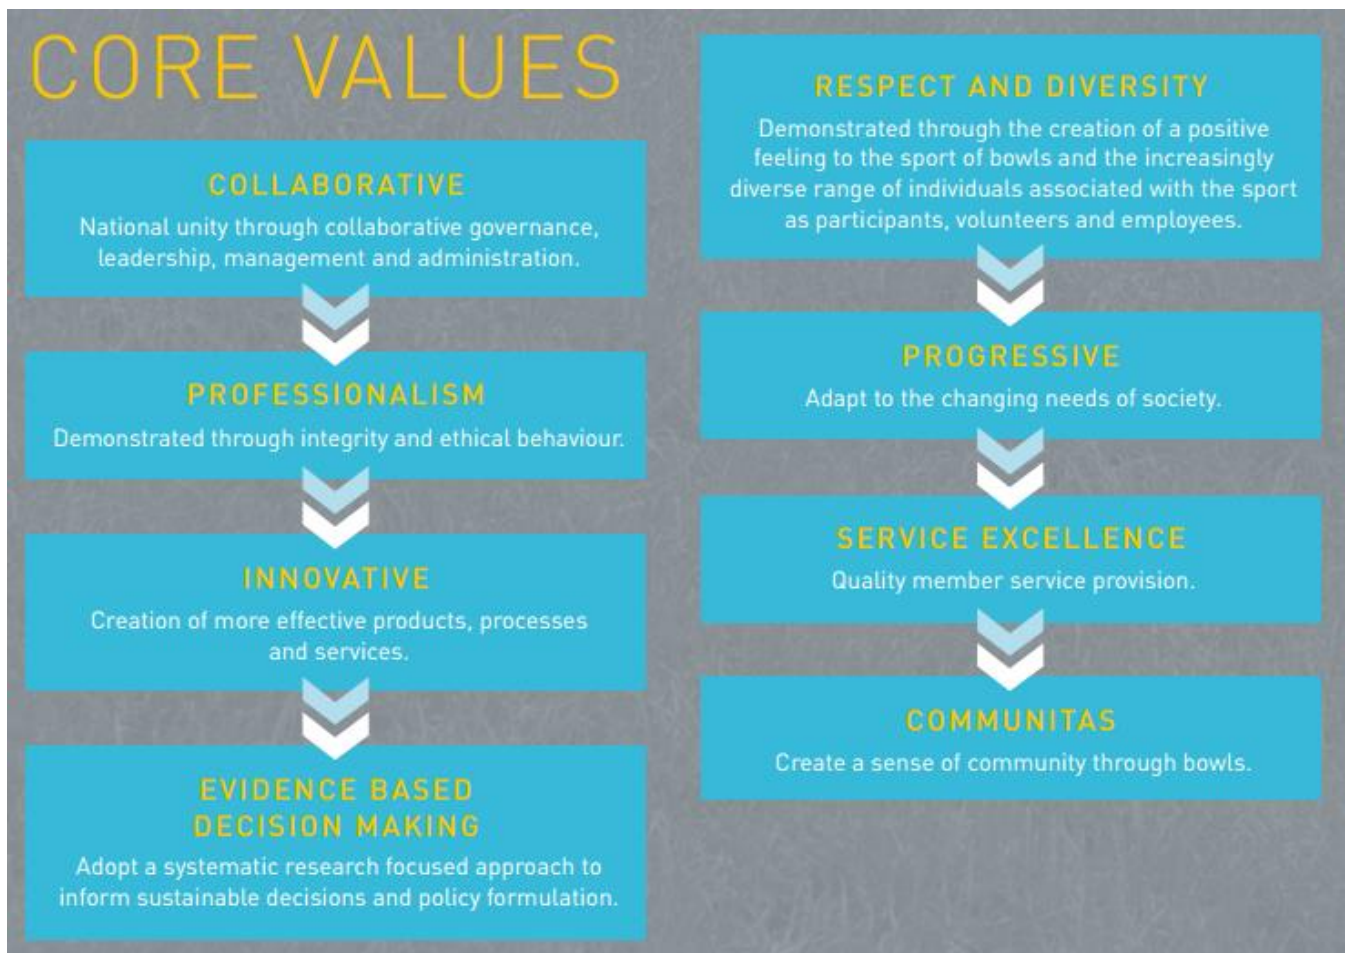 CORE VALUES
COLLABORATIVE
National unity through collaborative governance,
leadership, management and administration.
PROFESSIONALISM
Demonstrated through integrity and ethical behaviour.
INNOVATIVE
Creation of more effective products, processes
and services.
EVIDENCE BASED
DECISION MAKING
Adopt a systematic research focused approach to
inform sustainable decisions and policy formulation.
RESPECT AND DIVERSITY
Demonstrated through the creation of a positive
feeling to the sport of bowls and the increasingly
diverse range of individuals associated with the sport
as participants, volunteers and employees.
PROGRESSIVE
Adapt to the changing needs of society.
SERVICE EXCELLENCE
Quality member service provision.
COMMUNITAS
Create a sense of community through bowls.